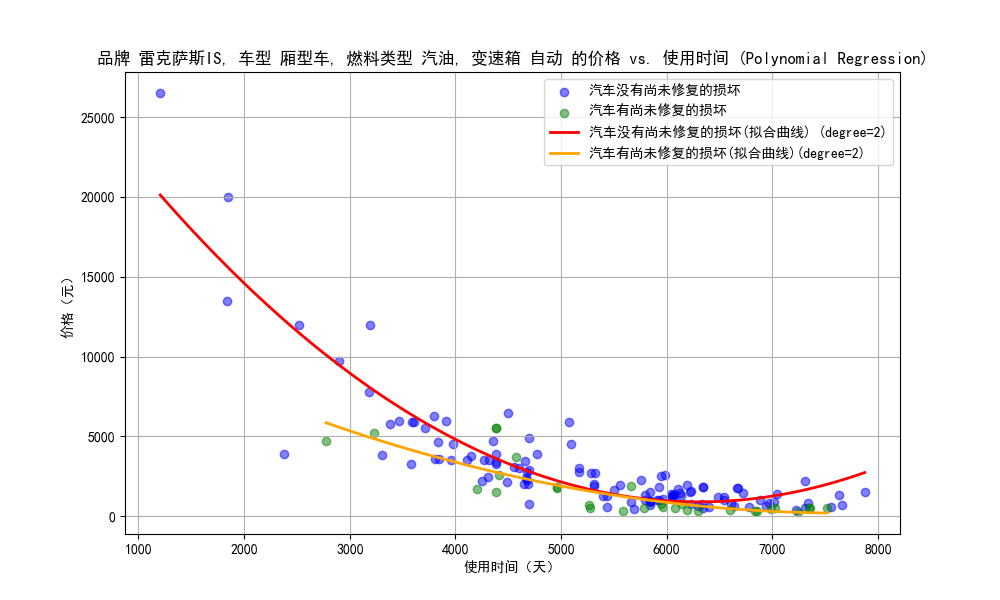 品牌 雷克萨斯IS, 车型 厢型车, 燃料类型 汽油, 变速箱 自动 的价格 vs. 使用时间 (Polynomial Regression)
汽车没有尚未修复的损坏
汽车有尚未修复的损坏
汽车没有尚未修复的损坏(拟合曲线) (degree=2)
汽车有尚未修复的损坏(拟合曲线)(degree=2)
价格（元）
25000
20000
15000
10000
5000
0
1000 2000 3000 4000 5000 6000 7000 8000
使用时间（天）